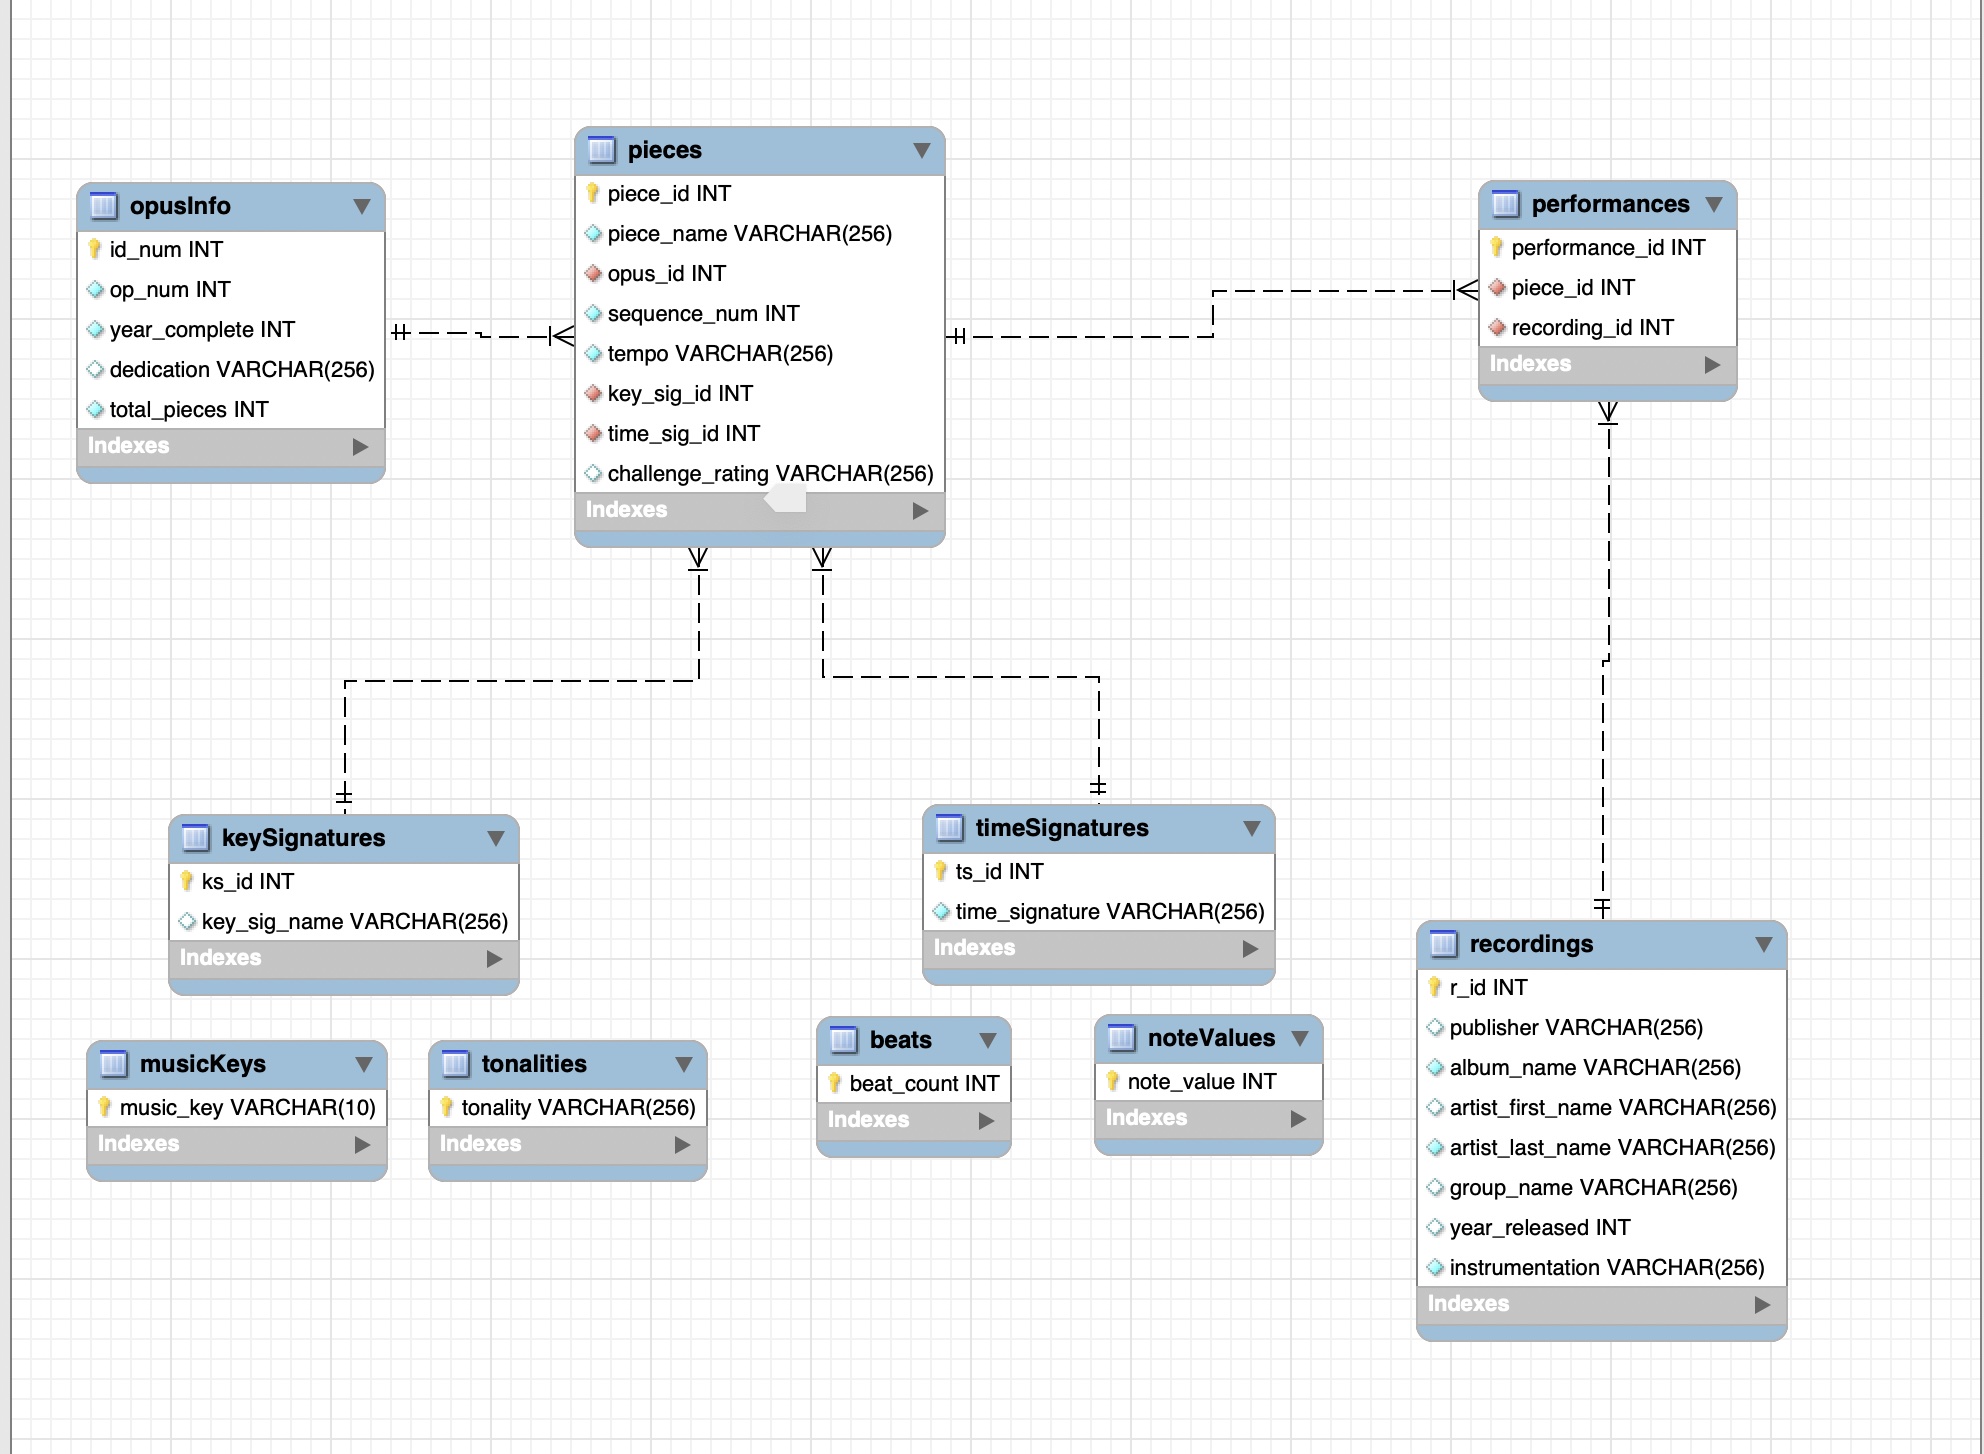 opusInfo
id_num INT
op_num INT
year_complete INT
dedication VARCHAR(256)
total_pieces INT
Indexes
pieces
piece_id INT
piece_name VARCHAR(256)
opus_id INT
sequence_num INT
tempo VARCHAR(256)
key_sig_id INT
time_sig_id INT
challenge_rating VARCHAR(256)
Indexes
performances
performance_id INT
piece_id INT
recording_id INT
Indexes
keySignatures
ks_id INT
key_sig_name VARCHAR(256)
Indexes
timeSignatures
ts_id INT
time_signature VARCHAR(256)
Indexes
musicKeys
music_key VARCHAR(10)
Indexes
tonalities
tonality VARCHAR(256)
Indexes
beats
beat_count INT
Indexes
noteValues
note_value INT
Indexes
recordings
r_id INT
publisher VARCHAR(256)
album_name VARCHAR(256)
artist_first_name VARCHAR(256)
artist_last_name VARCHAR(256)
group_name VARCHAR(256)
year_released INT
instrumentation VARCHAR(256)
Indexes